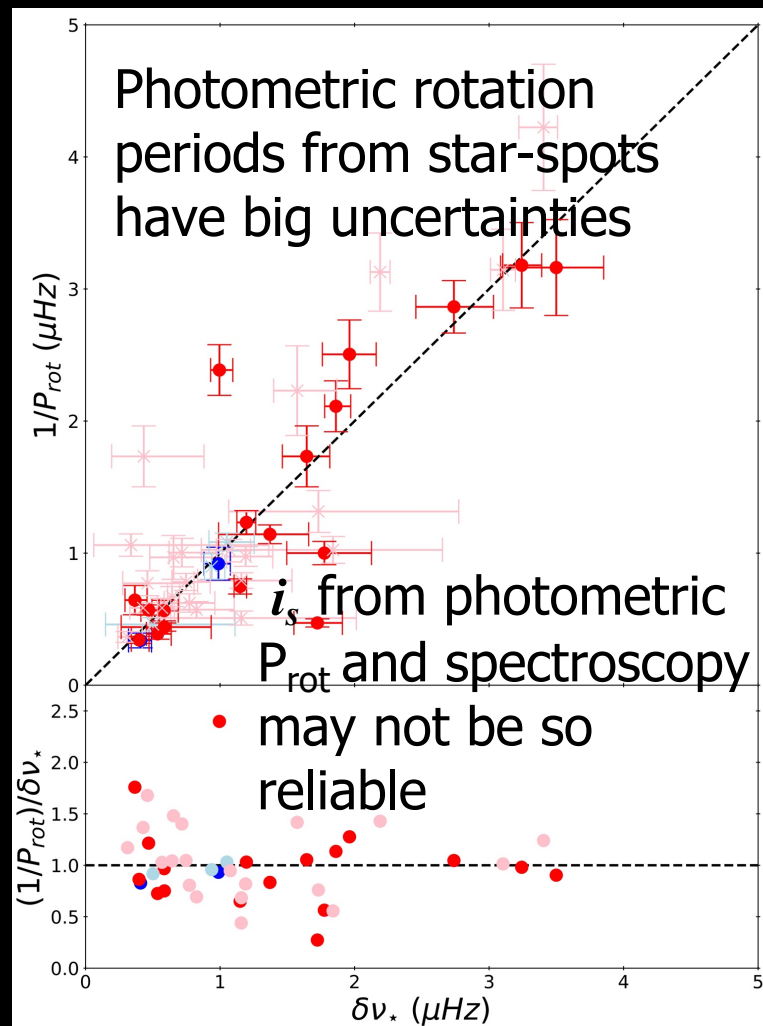 5
Photometric rotation
periods from star-spots
have big uncertainties
4
3
1/P_rot (μHz)
2
1
i_s from photometric
P_rot and spectroscopy
may not be so
reliable
0
2.5
2.0
1.5
(1/P_rot)/δν⋆
1.0
0.5
0.0
0 1 2 3 4 5
δν⋆ (μHz)